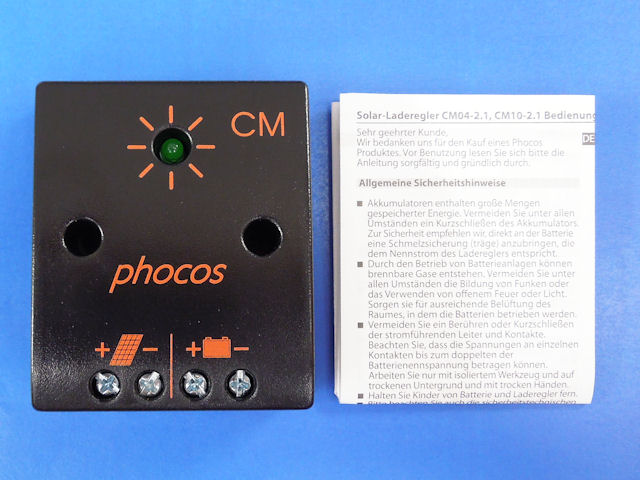 CM
phocos
+ - + -
Solar-Laderegler CM04-2.1, CM10-2.1 Bedienung
DE
Sehr geehrter Kunde,
Wir bedanken uns für den Kauf eines Phocos
Produktes. Vor Benutzung lesen Sie sich bitte die
Anleitung sorgfältig und gründlich durch.
Allgemeine Sicherheitshinweise
■ Akkumulatoren enthalten große Mengen
gespeicherter Energie. Vermeiden Sie unter allen
Umständen ein Kurzschließen des Akkumulators.
Zur Sicherheit empfehlen wir, direkt an der Batterie
eine Schmelzsicherung (träge) anzubringen, die
dem Nennstrom des Ladereglers entspricht.
■ Durch den Betrieb von Batterieanlagen können
brennbare Gase entstehen. Vermeiden Sie unter
allen Umständen die Bildung von Funken oder
das Verwenden von offenem Feuer oder Licht.
Sorgen sie für ausreichende Belüftung des
Raumes, in dem die Batterien betrieben werden.
■ Vermeiden Sie ein Berühren oder Kurzschließen
der stromführenden Leiter und Kontakte.
Beachten Sie, dass die Spannungen an einzelnen
Kontakten bis zum doppelten der
Batterienennspannung betragen können.
Arbeiten Sie nur mit isoliertem Werkzeug und auf
trockenen Untergrund und mit trocken Händen.
■ Halten Sie Kinder von Batterie und Laderegler fern.
■ Bitte beachten Sie auch die sicherheitstechnischen